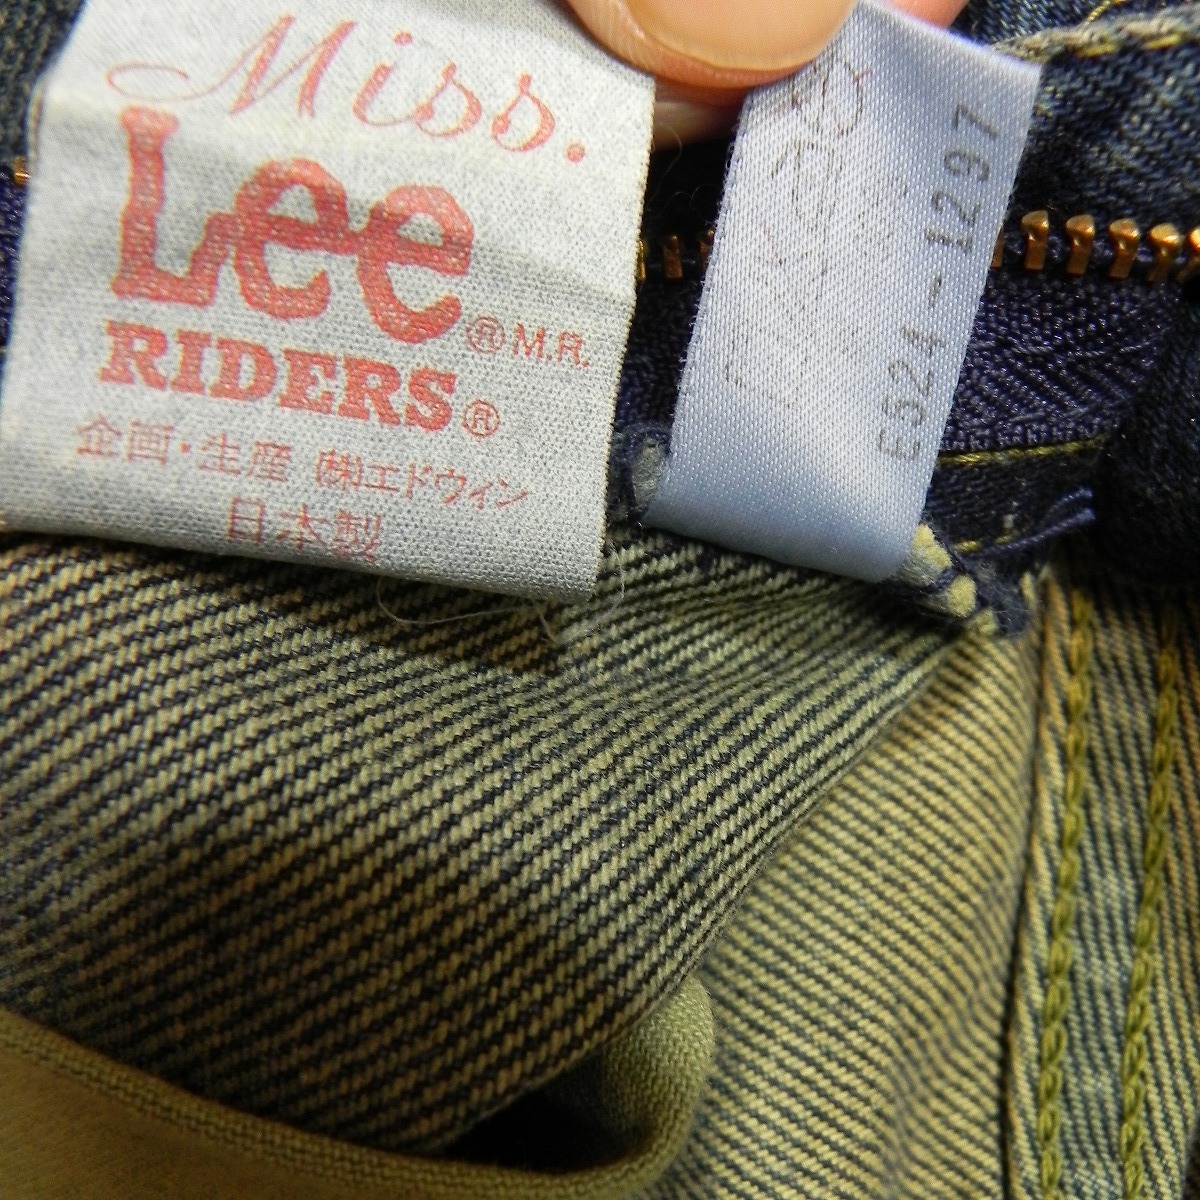 Miss.
Lee® M.R.
RIDERS®
企画・生産 ㈱エドウィン
日本製
E524-1297